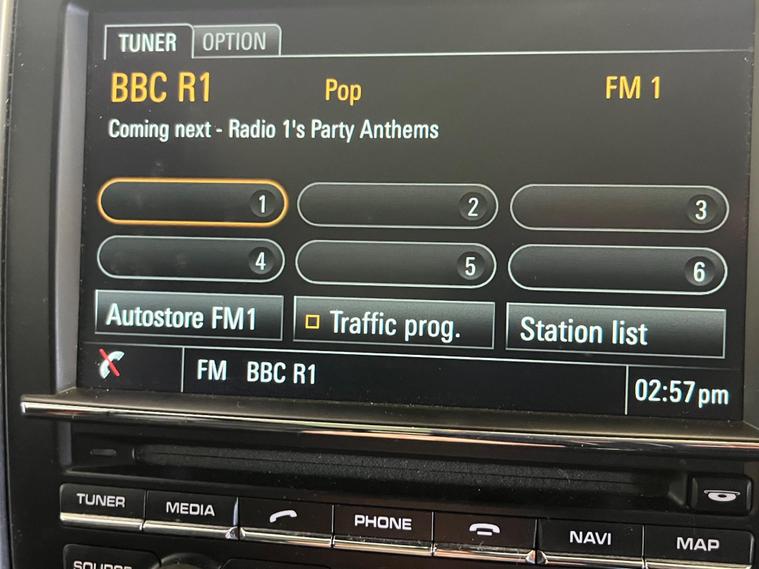 TUNER OPTION
BBC R1 Pop FM 1
Coming next - Radio 1's Party Anthems
1 2 3
4 5 6
Autostore FM1 Traffic prog. Station list
FM BBC R1 02:57pm
TUNER MEDIA PHONE NAVI MAP
SOURCE